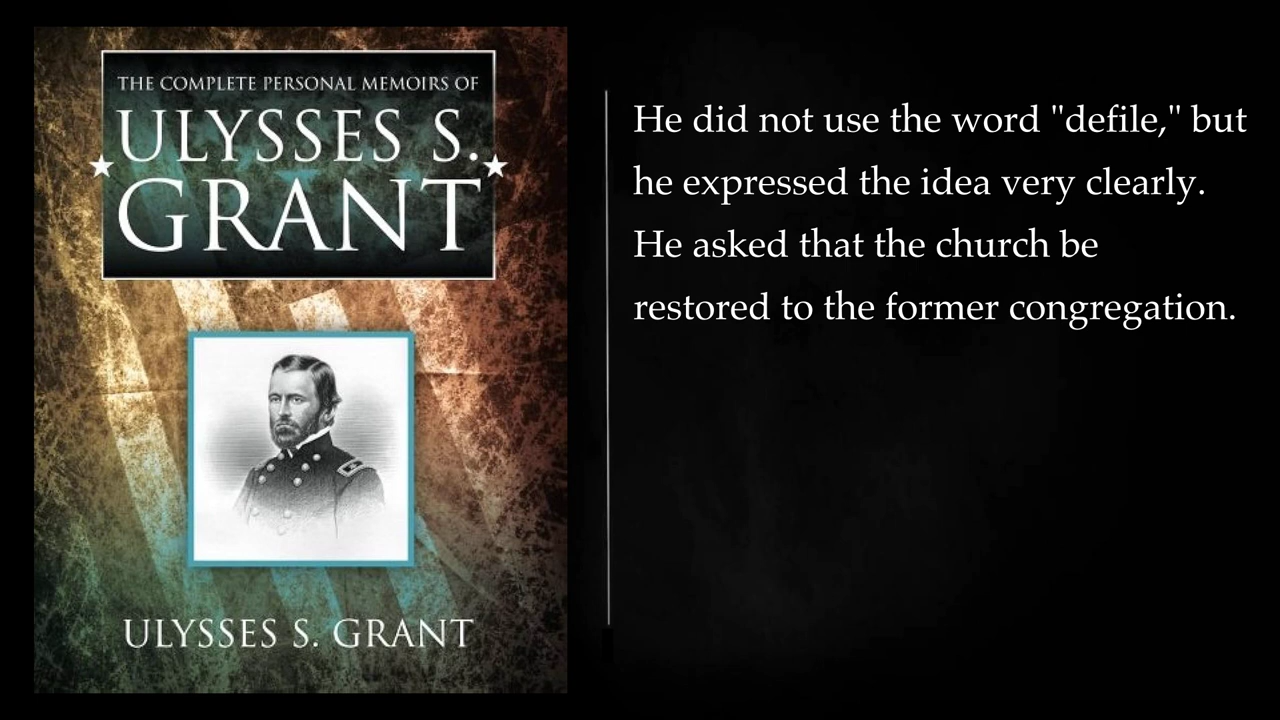 THE COMPLETE PERSONAL MEMOIRS OF
ULYSSES S.
GRANT
ULYSSES S. GRANT
He did not use the word "defile," but
he expressed the idea very clearly.
He asked that the church be
restored to the former congregation.